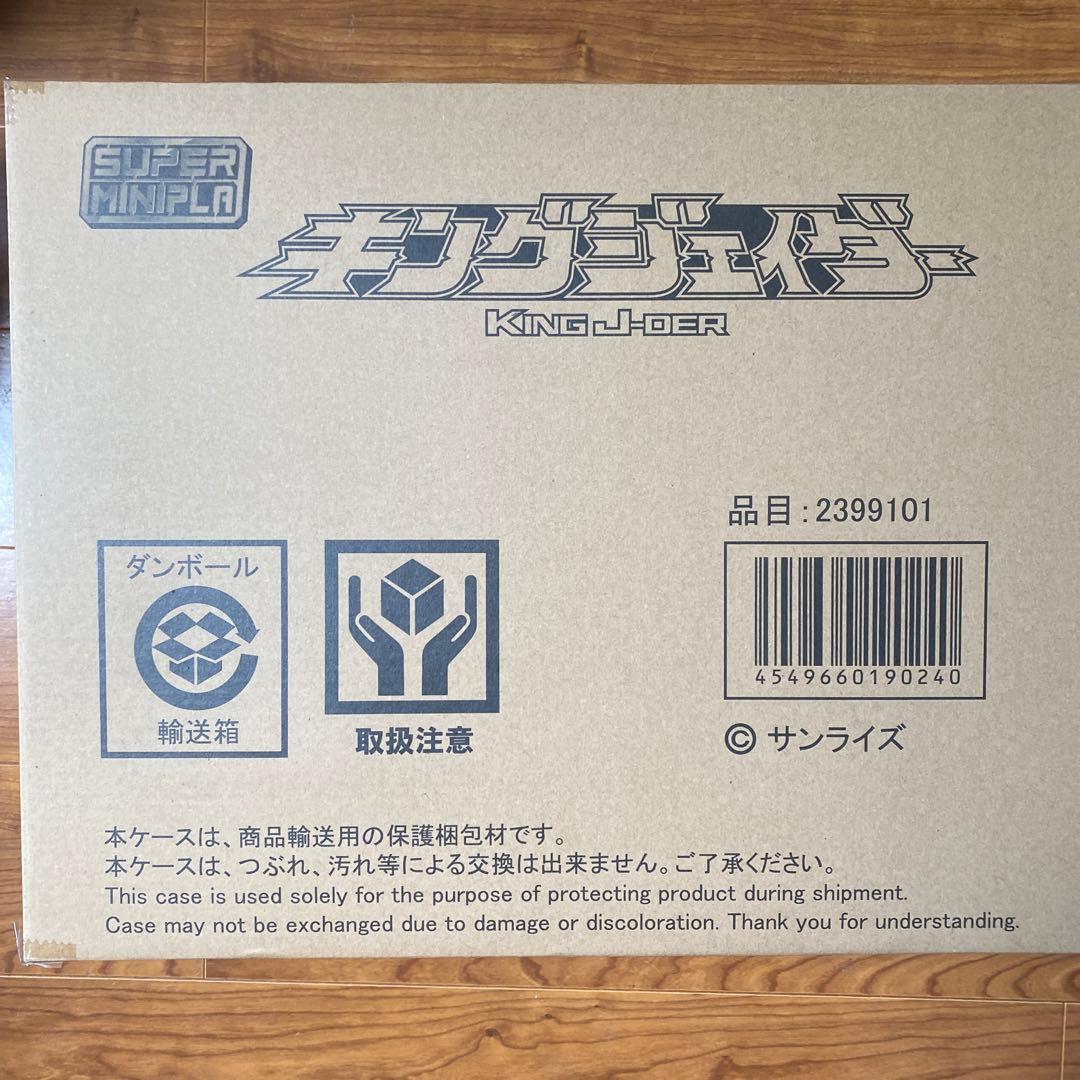 SUPER
MINIPLA
キングジェイダー
KING J-DER
品目:2399101
ダンボール
輸送箱
取扱注意
4549660190240
© サンライズ
本ケースは、商品輸送用の保護梱包材です。
本ケースは、つぶれ、汚れ等による交換は出来ません。ご了承ください。
This case is used solely for the purpose of protecting product during shipment.
Case may not be exchanged due to damage or discoloration. Thank you for understanding.